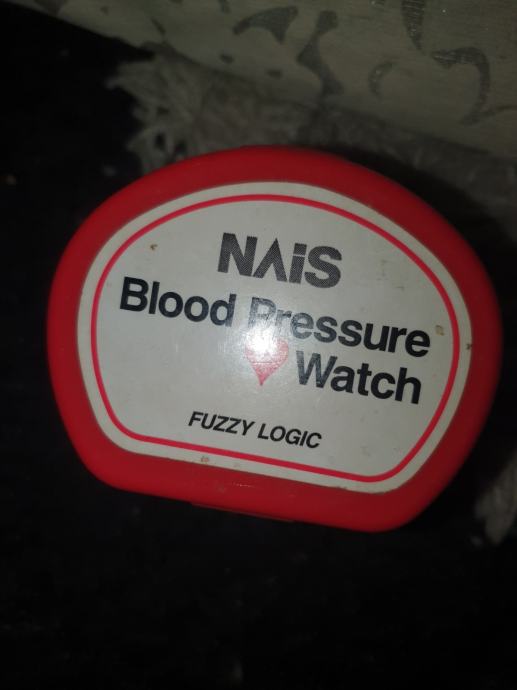 NAiS
Blood Pressure
Watch
FUZZY LOGIC